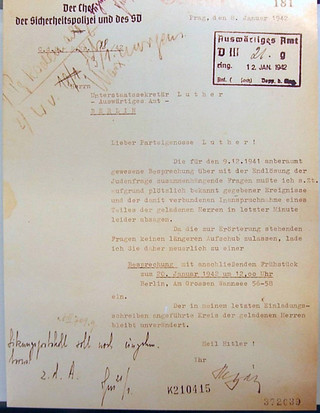 181
Der Chef
der Sicherheitspolizei und des SD
Prag, den 8. Januar 1942
Auswärtiges Amt
D III 21. g
eing. 12. JAN. 1942
Herrn
Unterstaatssekretär Luther
- Auswärtiges Amt -
BERLIN
Lieber Parteigenosse Luther!
Die für den 9.12.1941 anberaumt
gewesene Besprechung über mit der Endlösung der
Judenfrage zusammenhängende Fragen mußte ich s.Zt.
aufgrund plötzlich bekannt gegebener Ereignisse
und der damit verbundenen Inanspruchnahme eines
Teiles der geladenen Herren in letzter Minute
leider absagen.
Da die zur Erörterung stehenden
Fragen keinen längeren Aufschub zulassen, lade
ich Sie daher neuerlich zu einer
Besprechung mit anschließendem Frühstück
zum 20. Januar 1942 um 12.00 Uhr
Berlin, Am Grossen Wannsee 56-58
ein.
Der in meinem letzten Einladungs-
schreiben angeführte Kreis der geladenen Herren
bleibt unverändert.
Heil Hitler!
Ihr
z.d.A.
K210415
372039